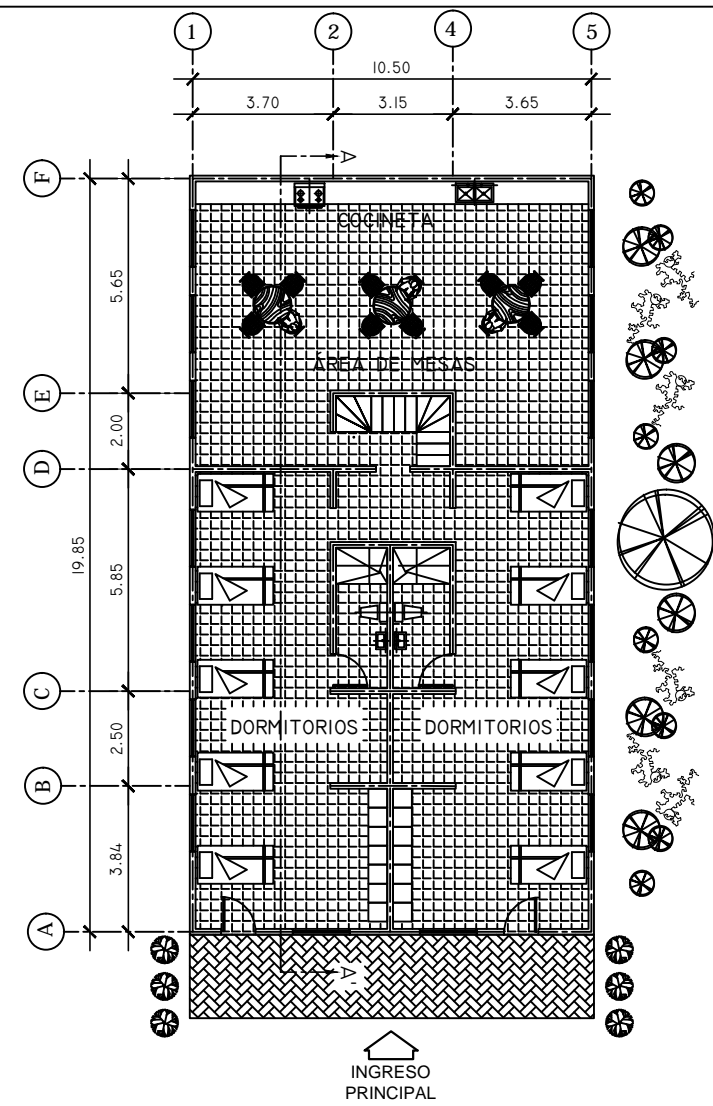 1 2 4 5
10.50
3.70 3.15 3.65
A
F
COCINETA
5.65
ÁREA DE MESAS
E
2.00
D
19.85
5.85
C
DORMITORIOS DORMITORIOS
2.50
B
3.84
A
A'
INGRESO
PRINCIPAL